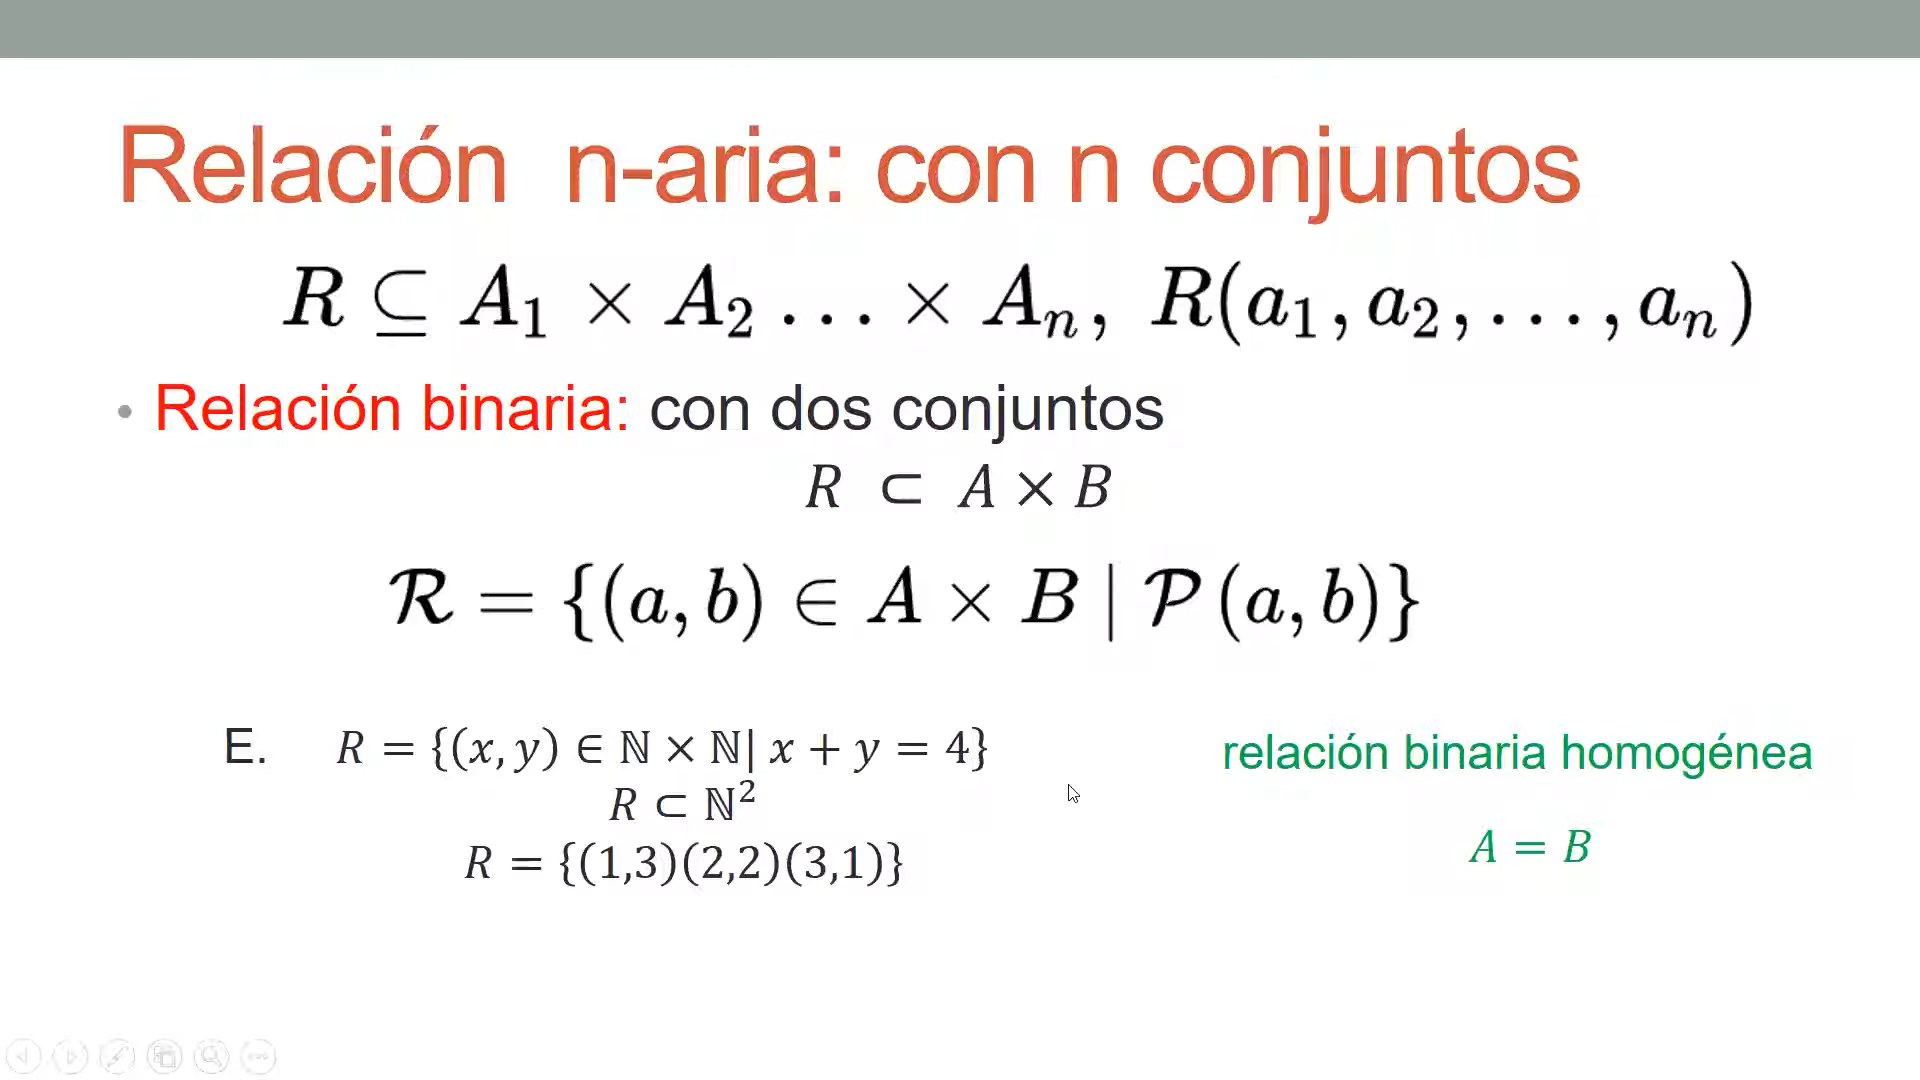 Relación n-aria: con n conjuntos
R ⊆ A₁ × A₂ … × Aₙ, R(a₁, a₂, …, aₙ)
• Relación binaria: con dos conjuntos
R ⊂ A × B
ℛ = {(a, b) ∈ A × B | 𝒫 (a, b)}
E. R = {(x, y) ∈ ℕ × ℕ| x + y = 4}
relación binaria homogénea
R ⊂ ℕ²
A = B
R = {(1,3)(2,2)(3,1)}